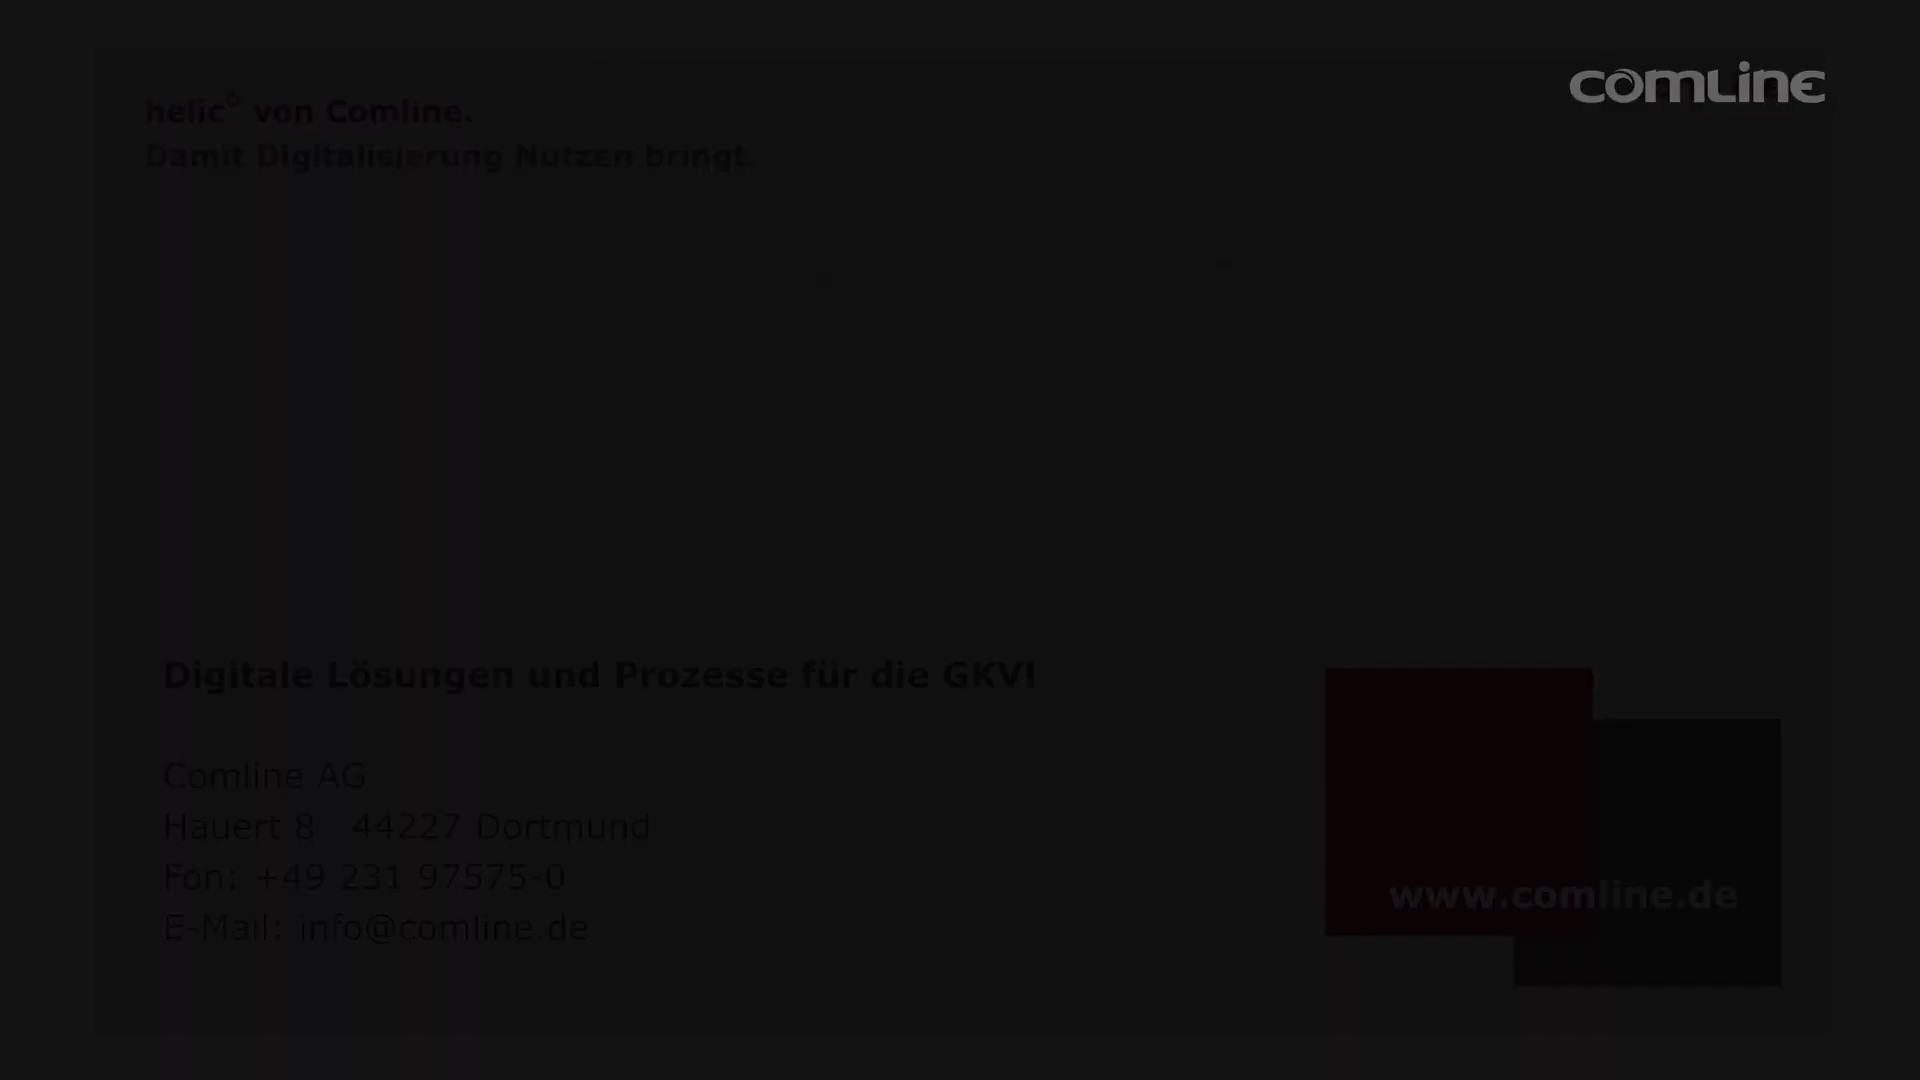 comline
helic° von Comline.
Damit Digitalisierung Nutzen bringt.
Digitale Lösungen und Prozesse für die GKV!
Comline AG
Hauert 8 44227 Dortmund
Fon: +49 231 97575-0
E-Mail: info@comline.de
www.comline.de